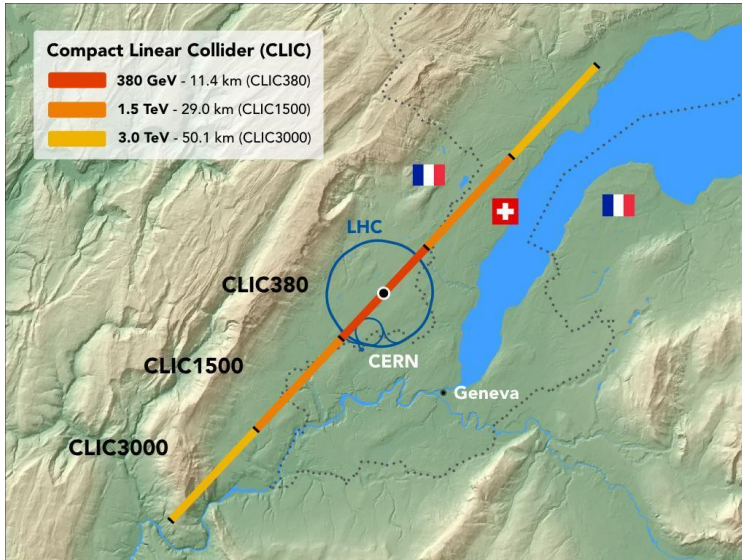 Compact Linear Collider (CLIC)
380 GeV - 11.4 km (CLIC380)
1.5 TeV - 29.0 km (CLIC1500)
3.0 TeV - 50.1 km (CLIC3000)
LHC
CLIC380
CLIC1500
CERN
Geneva
CLIC3000